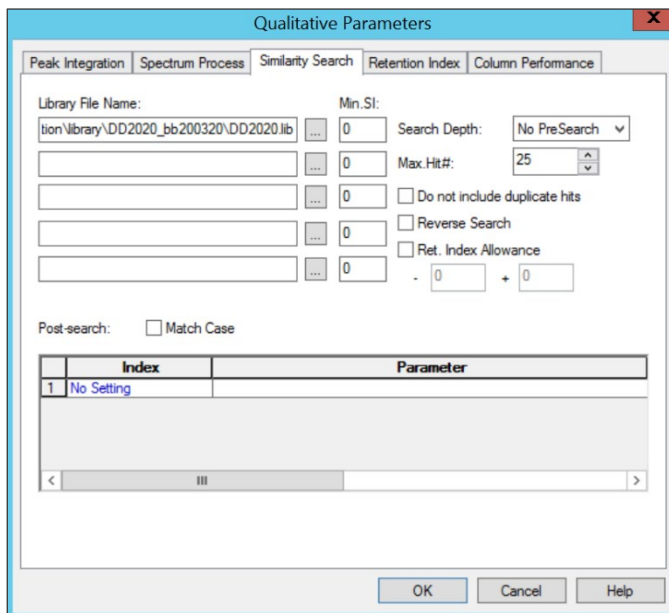 Qualitative Parameters
X
Peak Integration Spectrum Process Similarity Search Retention Index Column Performance
Library File Name: Min.SI:
tion\library\DD2020_bb200320\DD2020.lib ... 0 Search Depth: No PreSearch
... 0 Max.Hit#: 25
... 0 Do not include duplicate hits
... 0 Reverse Search
Ret. Index Allowance
... 0 - 0 + 0
Post-search: Match Case
Index Parameter
1 No Setting
OK Cancel Help